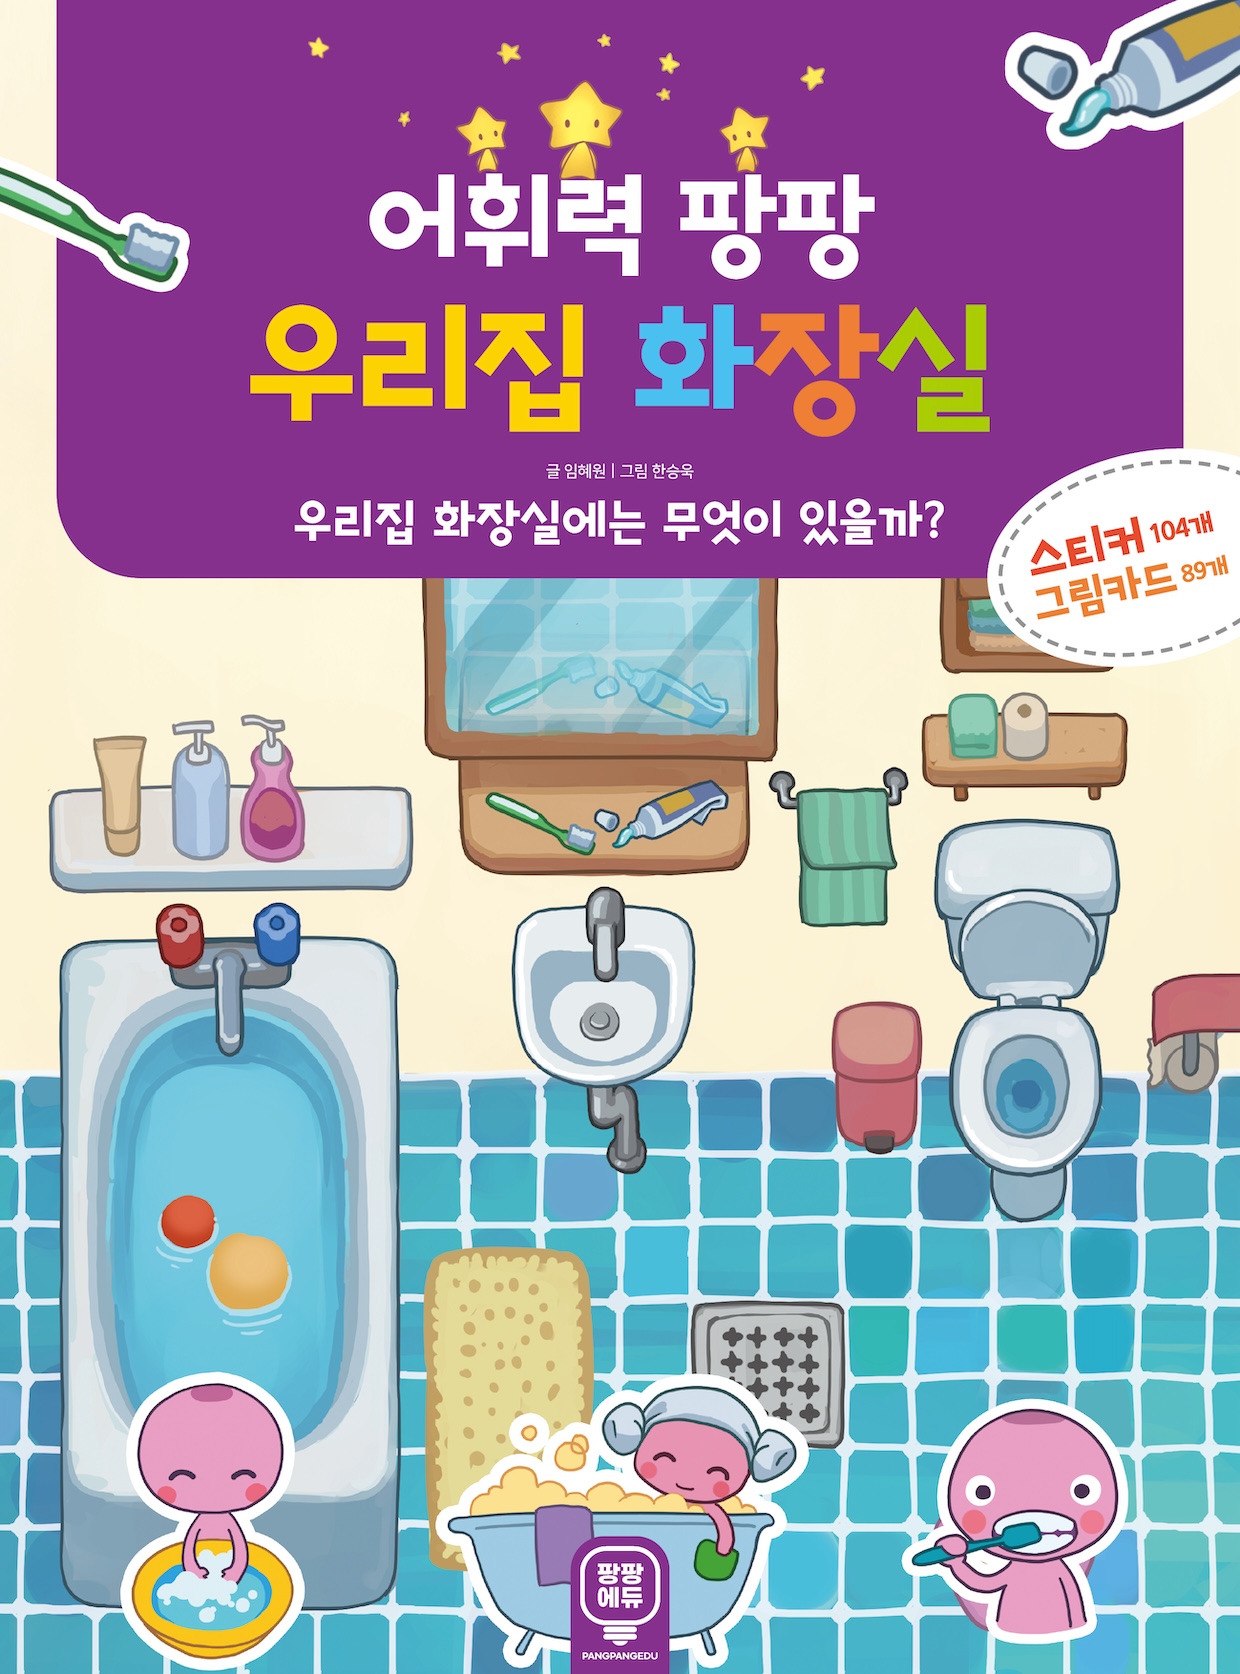 어휘력 팡팡
우리집 화장실
글 임혜원 | 그림 한승욱
우리집 화장실에는 무엇이 있을까?
스티커 104개
그림카드 89개
팡팡
에듀
PANGPANGEDU